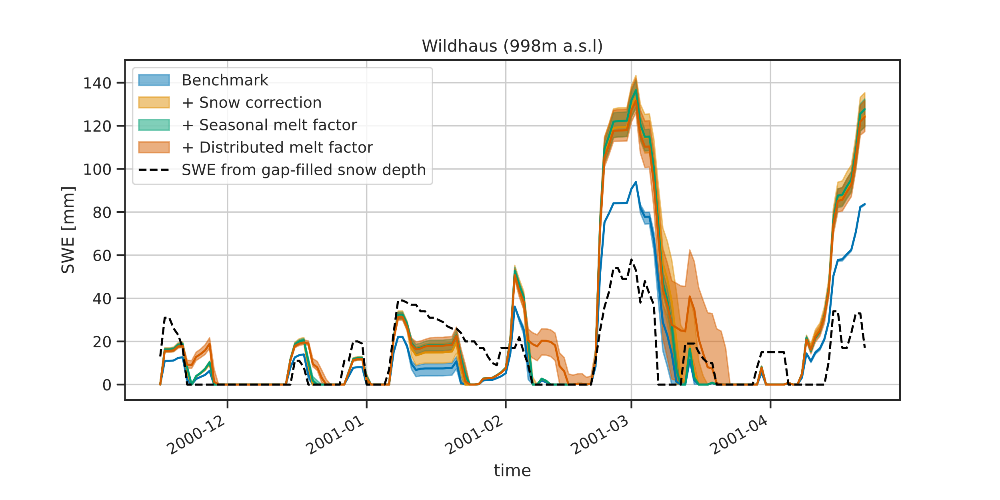 Wildhaus (998m a.s.l)
Benchmark
+ Snow correction
+ Seasonal melt factor
+ Distributed melt factor
SWE from gap-filled snow depth
SWE [mm]
140
120
100
80
60
40
20
0
2000-12
2001-01
2001-02
2001-03
2001-04
time